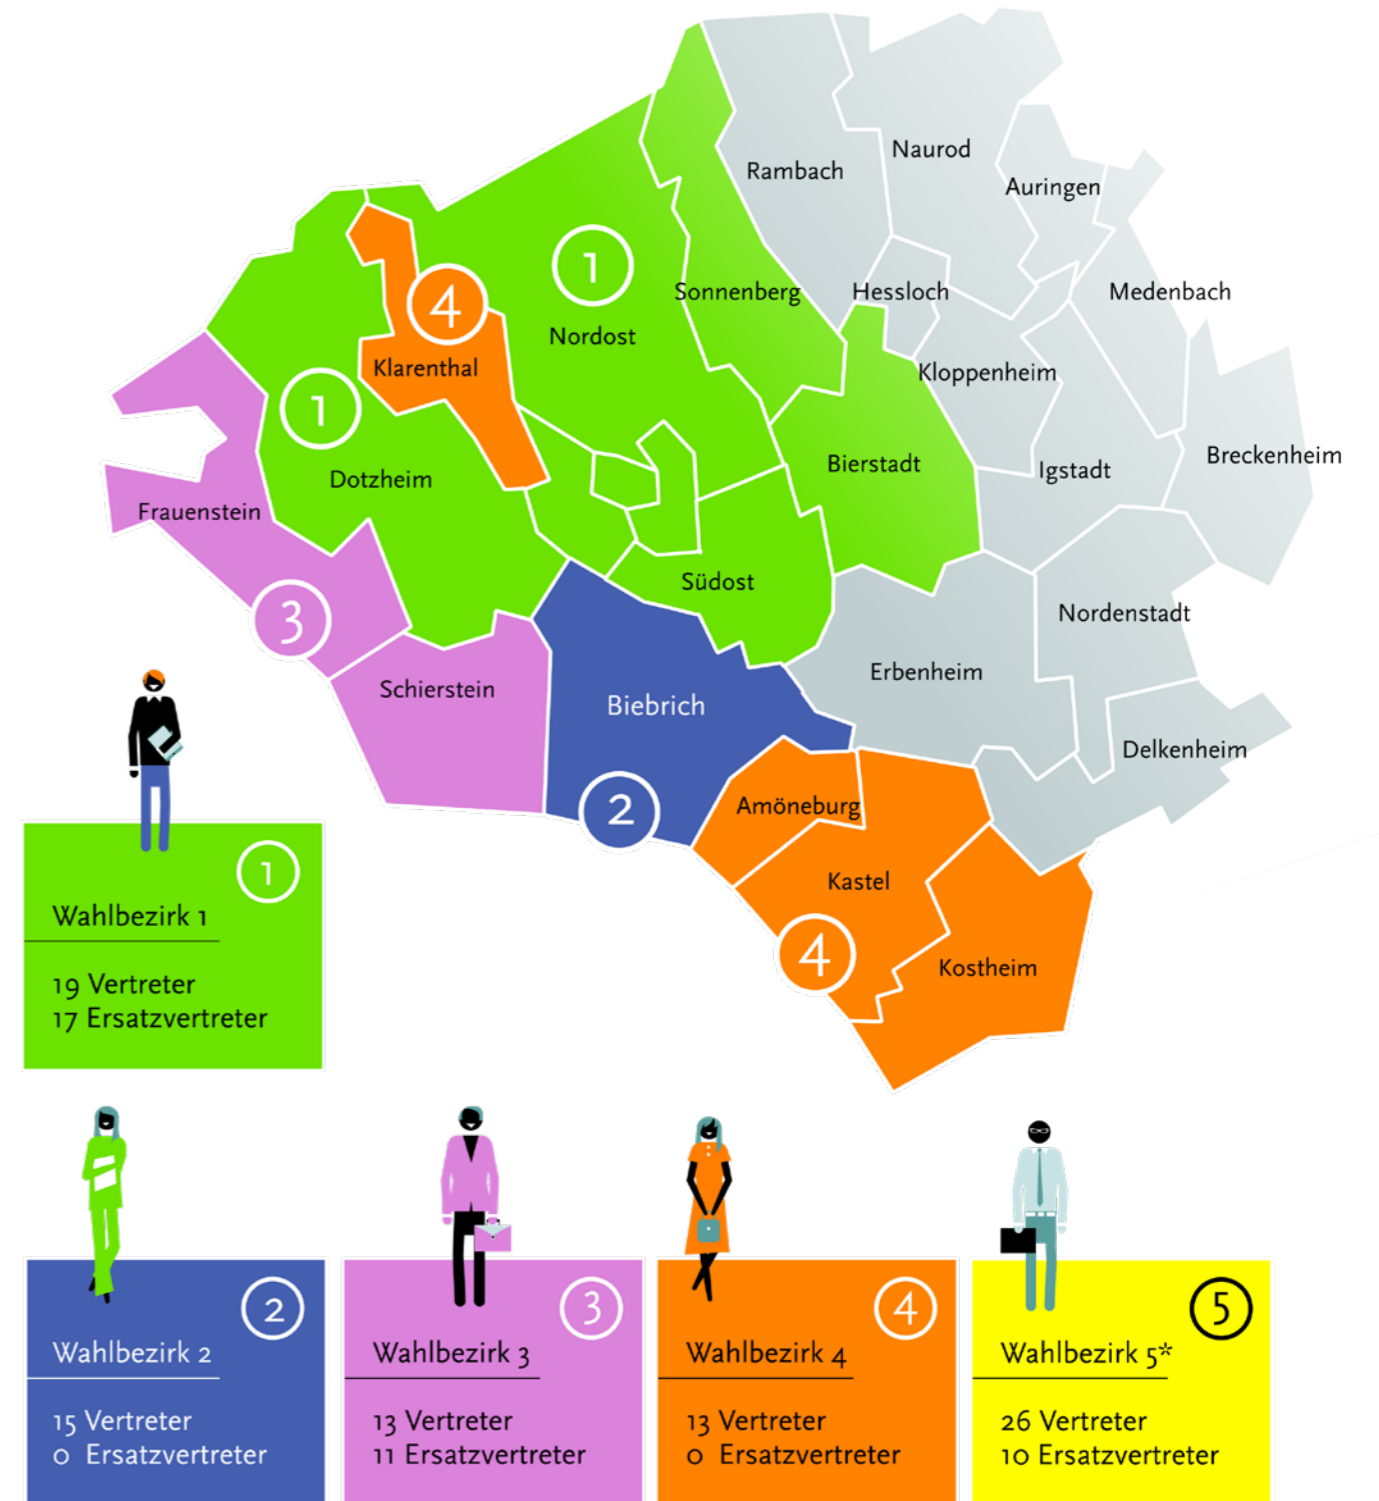 Naurod
Rambach
Auringen
1
Sonnenberg
Hessloch
Medenbach
4
Nordost
Klarenthal
Kloppenheim
1
Breckenheim
Bierstadt
Igstadt
Dotzheim
Frauenstein
Südost
Nordenstadt
3
Erbenheim
Schierstein
Biebrich
Delkenheim
2
Amöneburg
Kastel
4
Kostheim
1
Wahlbezirk 1
19 Vertreter
17 Ersatzvertreter
2
Wahlbezirk 2
15 Vertreter
0 Ersatzvertreter
3
Wahlbezirk 3
13 Vertreter
11 Ersatzvertreter
4
Wahlbezirk 4
13 Vertreter
0 Ersatzvertreter
5
Wahlbezirk 5*
26 Vertreter
10 Ersatzvertreter